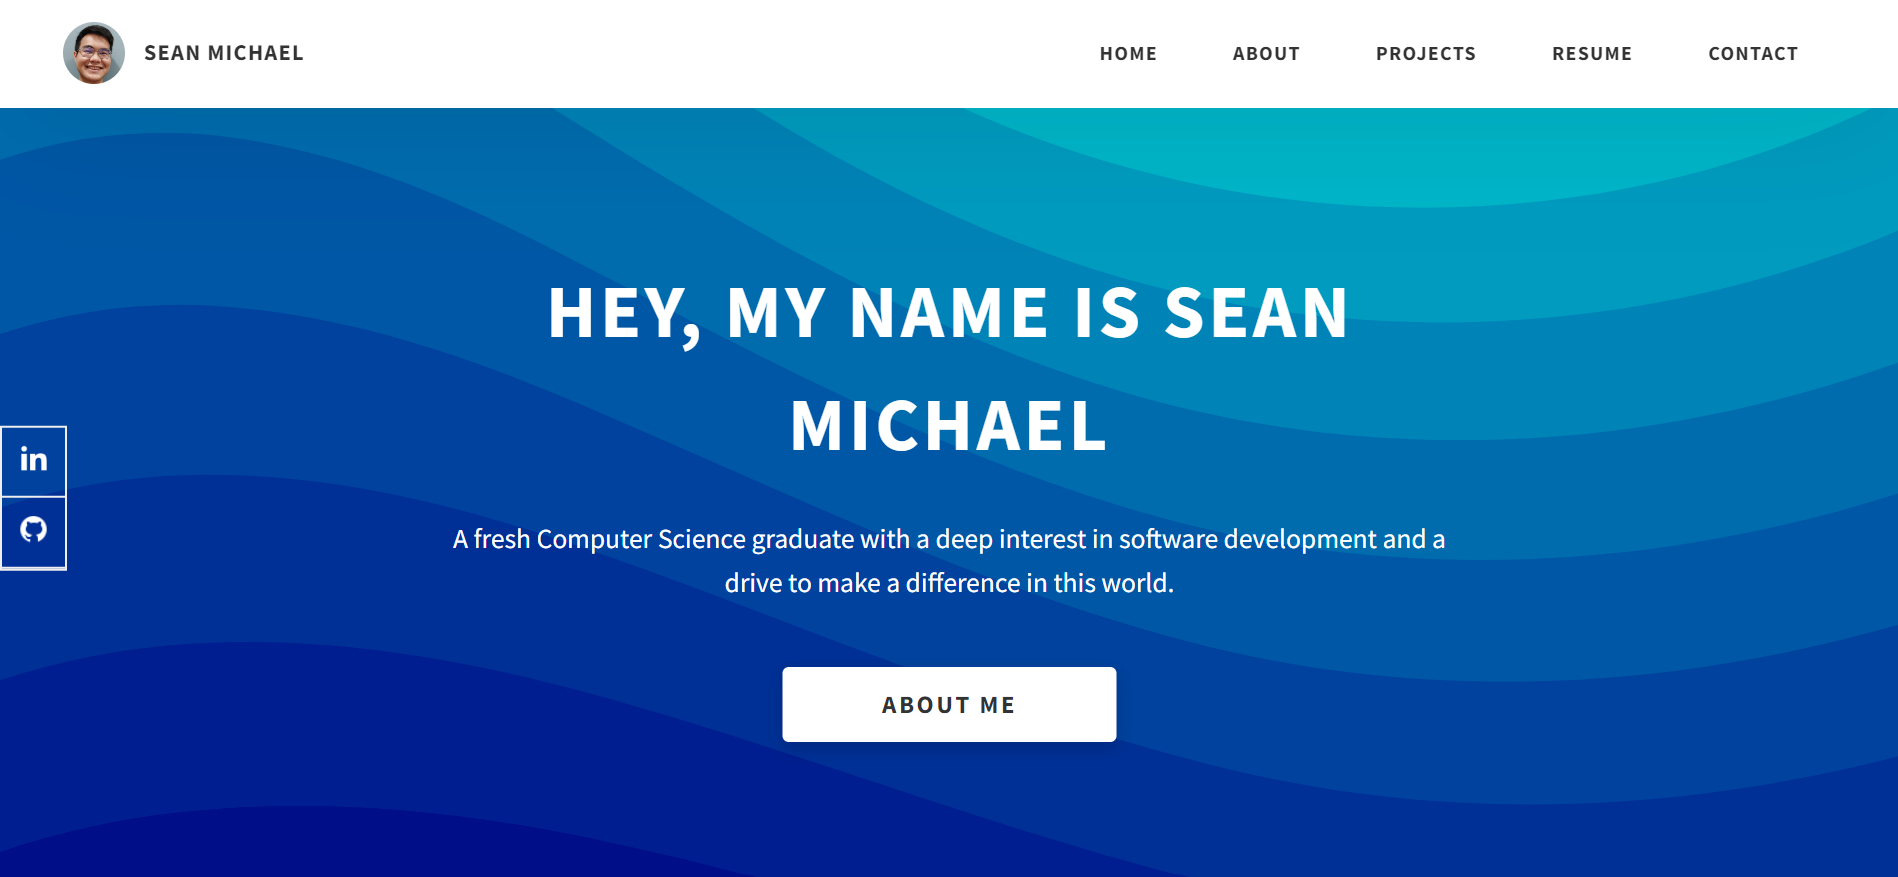 SEAN MICHAEL
HOME
ABOUT
PROJECTS
RESUME
CONTACT
HEY, MY NAME IS SEAN
MICHAEL
in
A fresh Computer Science graduate with a deep interest in software development and a
drive to make a difference in this world.
ABOUT ME